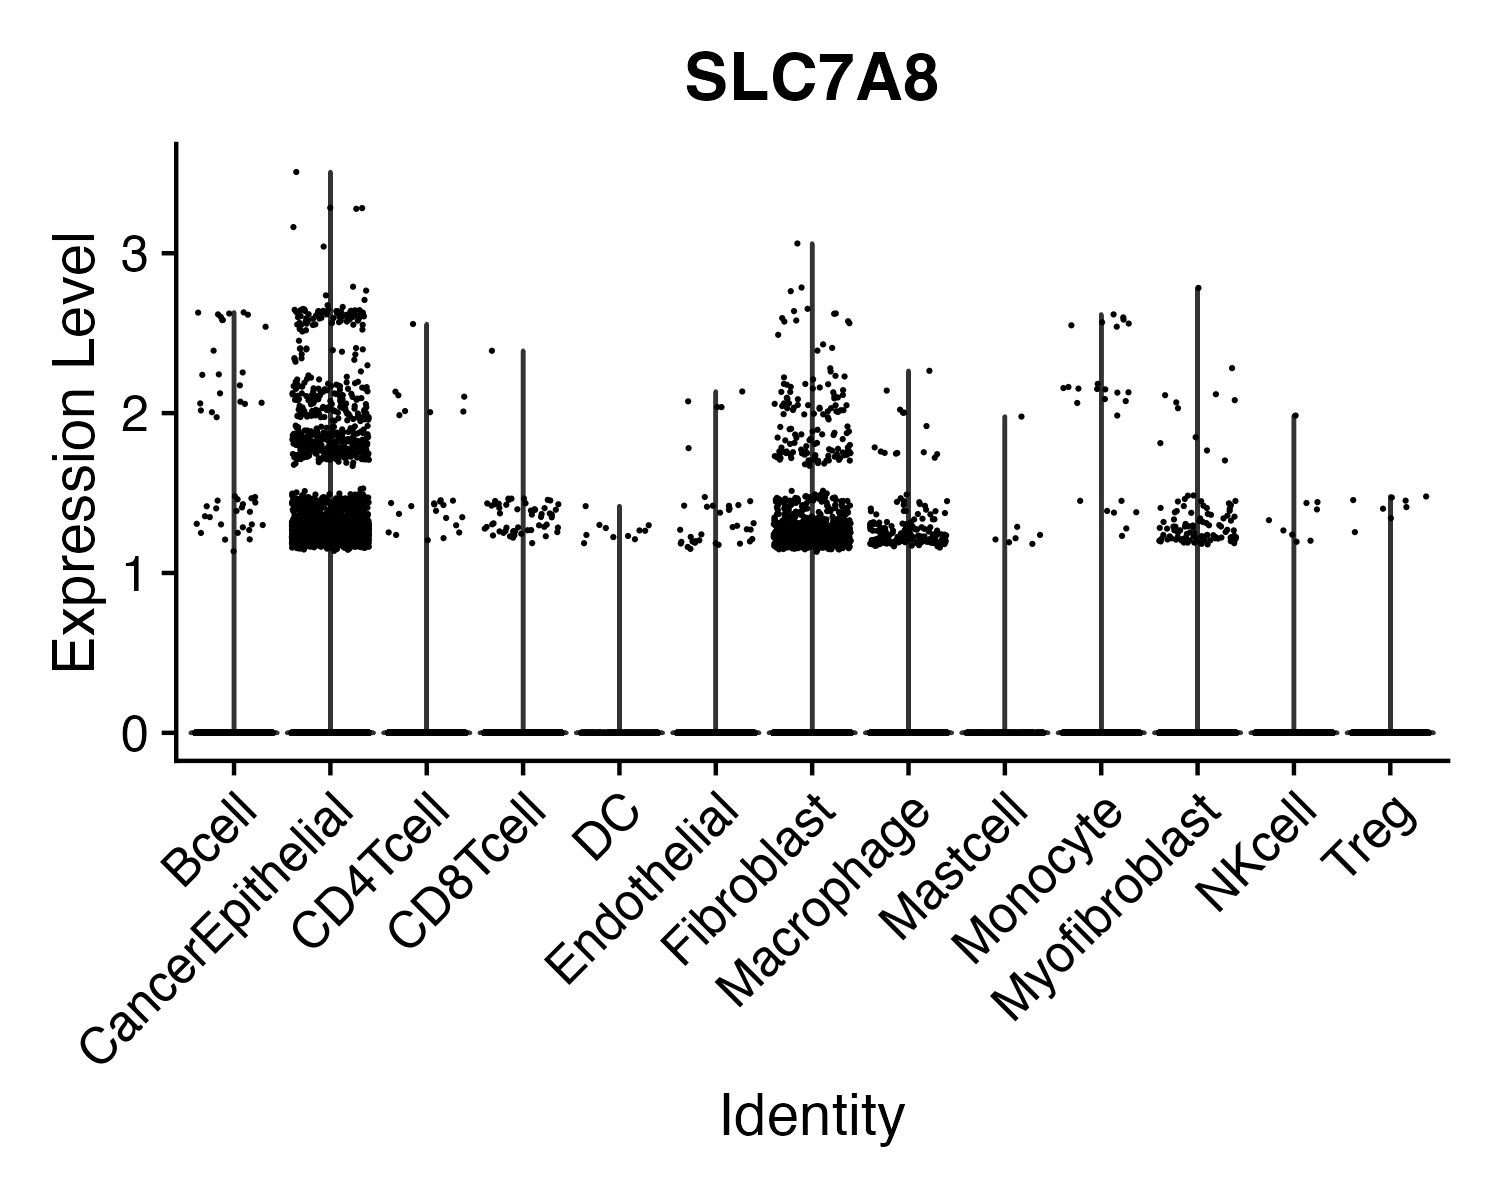 SLC7A8
Expression Level
3
2
1
0
Bcell
CancerEpithelial
CD4Tcell
CD8Tcell
DC
Endothelial
Fibroblast
Macrophage
Mastcell
Monocyte
Myofibroblast
NKcell
Treg
Identity